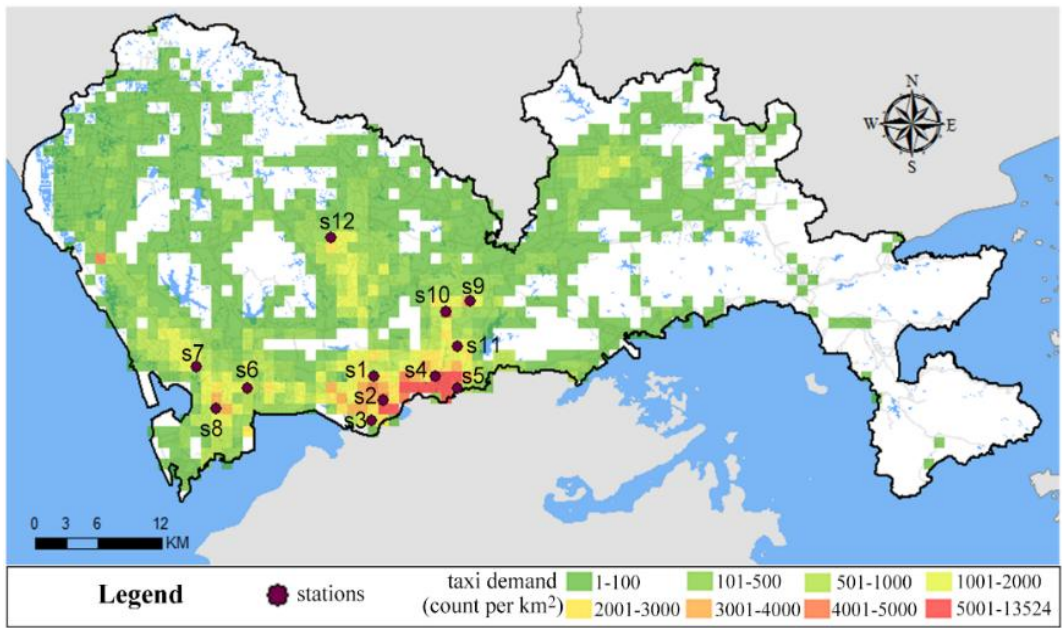 N
W E
S
s12
s9
s10
s11
s7
s6
s1
s4
s5
s2
s8
s3
0 3 6 12
KM
Legend
stations
taxi demand
(count per km²)
1-100 101-500 501-1000 1001-2000
2001-3000 3001-4000 4001-5000 5001-13524